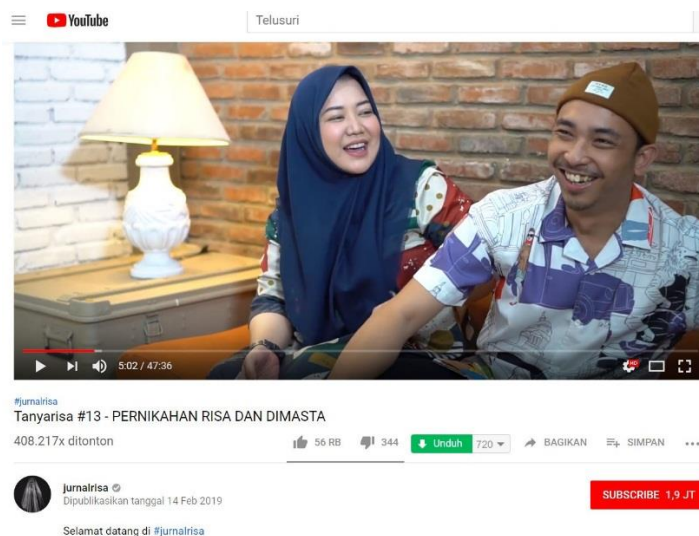 YouTube
Telusuri
5:02 / 47:36
HD
#jurnalrisa
Tanyarisa #13 - PERNIKAHAN RISA DAN DIMASTA
408.217x ditonton
56 RB 344 Unduh 720 BAGIKAN SIMPAN
jurnalrisa
Dipublikasikan tanggal 14 Feb 2019
SUBSCRIBE 1,9 JT
Selamat datang di #jurnalrisa